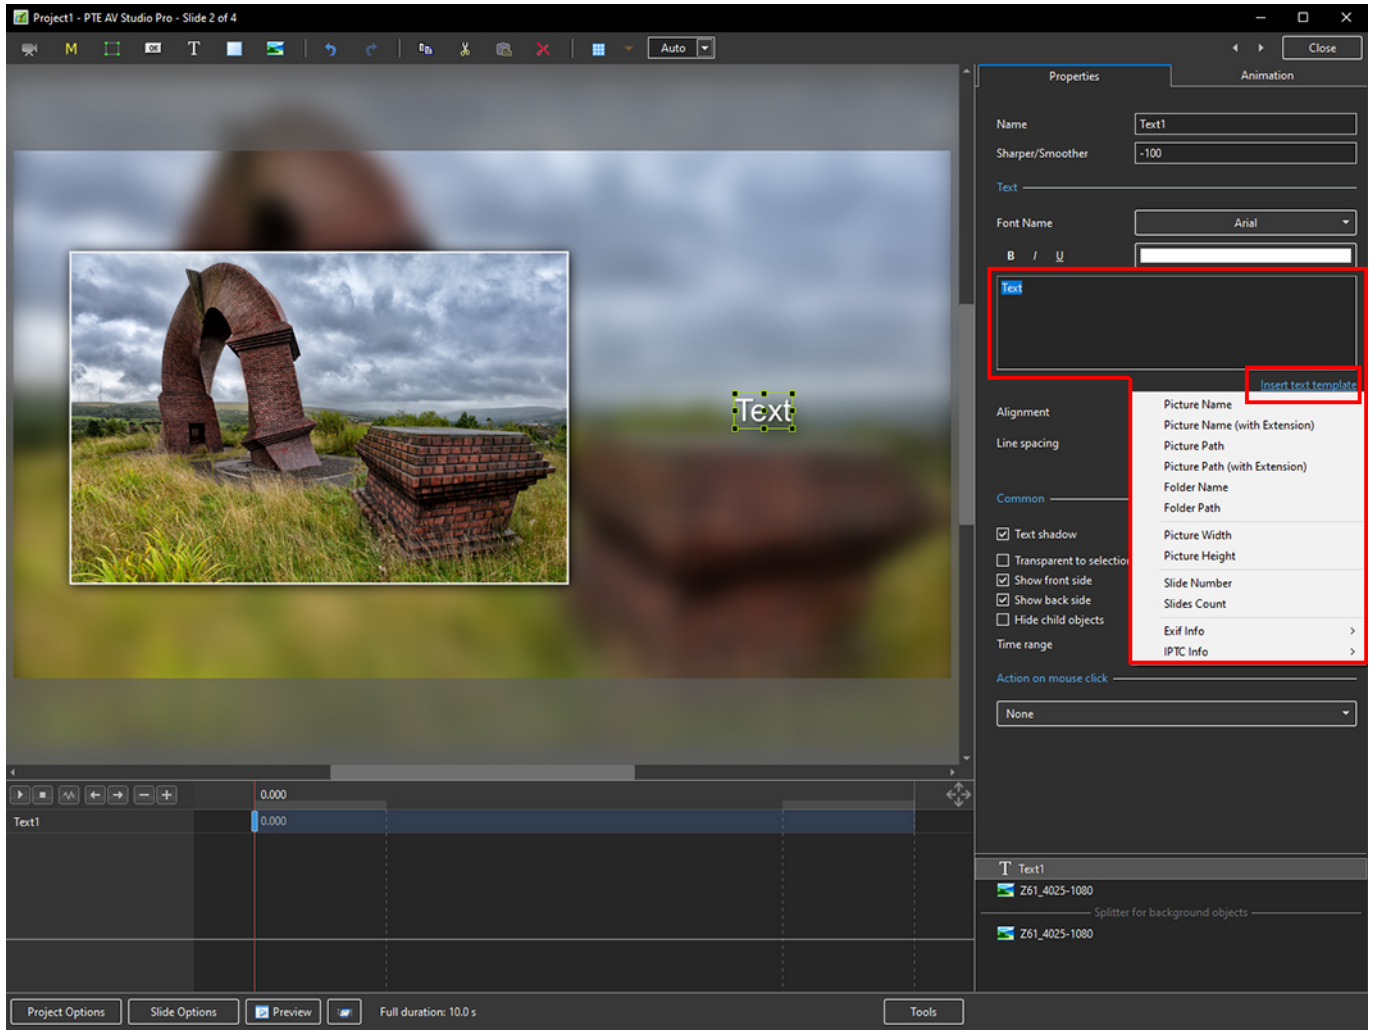 Project1 - PTE AV Studio Pro - Slide 2 of 4
M
OK
T
Auto
Close
Properties
Animation
Name
Text1
Sharper/Smoother
-100
Text
Font Name
Arial
B I U
Text
Insert text template
Text
Alignment
Line spacing
Picture Name
Picture Name (with Extension)
Picture Path
Picture Path (with Extension)
Folder Name
Folder Path
Picture Width
Picture Height
Slide Number
Slides Count
Exif Info
IPTC Info
Common
Text shadow
Transparent to selection
Show front side
Show back side
Hide child objects
Time range
Action on mouse click
None
0.000
Text1
0.000
T Text1
Z61_4025-1080
Splitter for background objects
Z61_4025-1080
Project Options
Slide Options
Preview
Full duration: 10.0 s
Tools